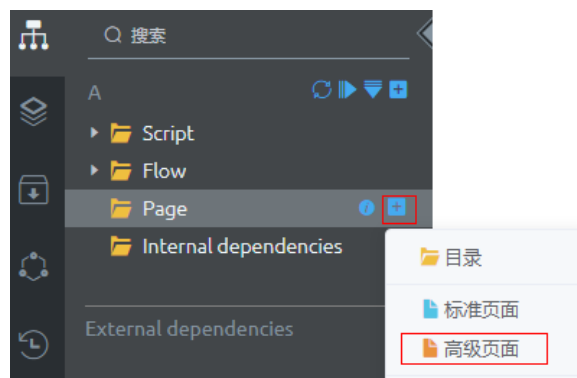 搜索
A
Script
Flow
Page
Internal dependencies
目录
标准页面
External dependencies
高级页面